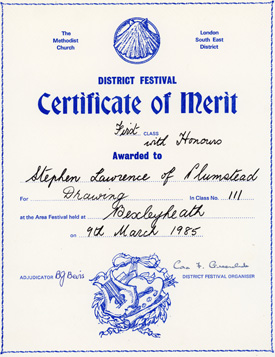 The Methodist Church
London South East District
DISTRICT FESTIVAL
Certificate of Merit
First CLASS
with Honours
Awarded to
Stephen Lawrence of Plumstead
For Drawing In Class No. 111
at the Area Festival held at Bexleyheath
on 9th March 1985
ADJUDICATOR
DISTRICT FESTIVAL ORGANISER